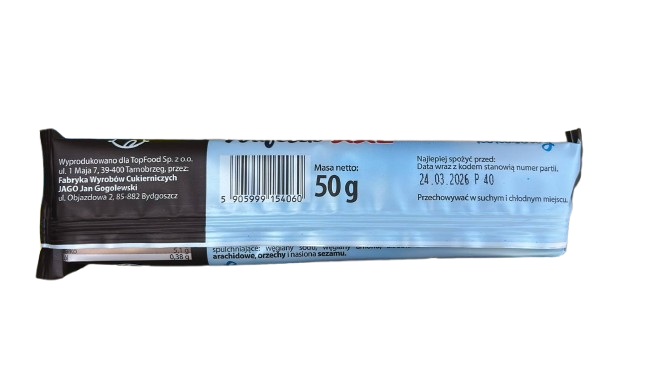 XXL
Wyprodukowano dla TopFood Sp. z o.o.
ul. 1 Maja 7, 39-400 Tarnobrzeg, przez:
Fabryka Wyrobów Cukierniczych
JAGO Jan Gogolewski
ul. Objazdowa 2, 85-882 Bydgoszcz
5 905999 154060
Masa netto:
50 g
Najlepiej spożyć przed:
Data wraz z kodem stanowią numer partii.
24.03.2026 P 40
Przechowywać w suchym i chłodnym miejscu.
5,1 g
0,38 g
spulchniające: węglany sodu, węglany
arachidowe, orzechy i nasiona sezamu.